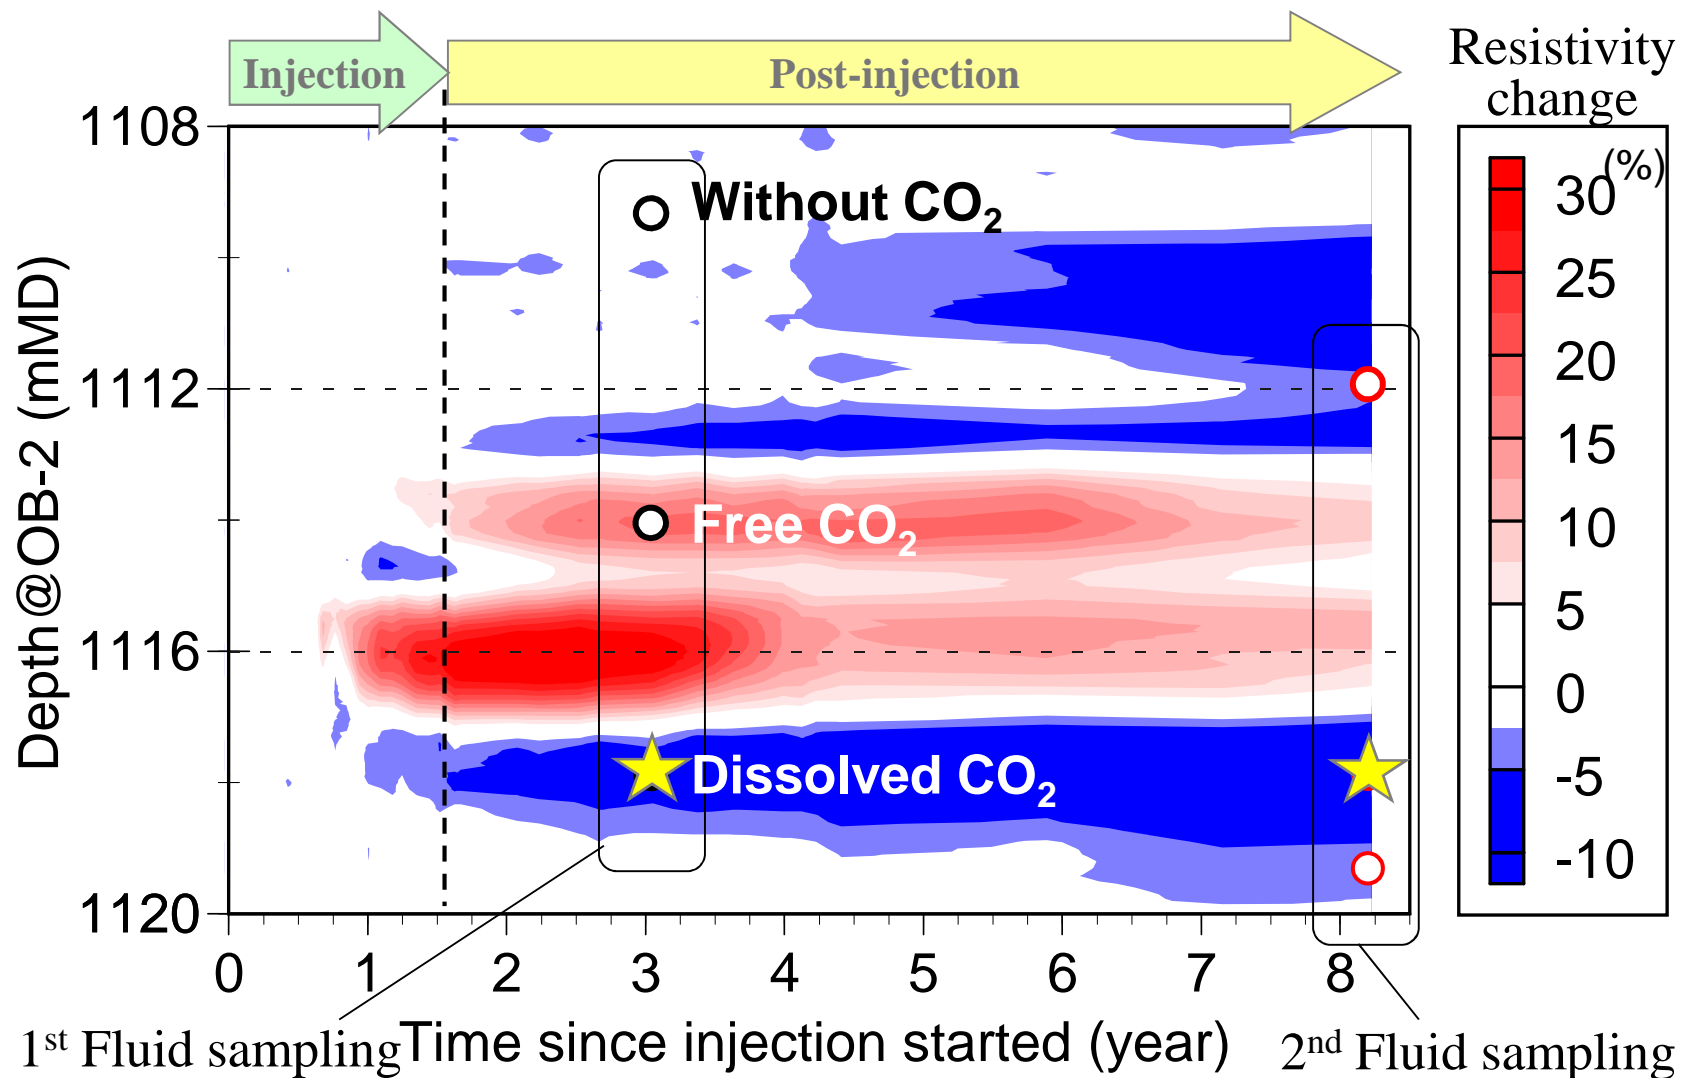 Injection
Post-injection
Resistivity
change
(%)
30
25
20
15
10
5
0
-5
-10
Depth@OB-2 (mMD)
1108
1112
1116
1120
Without CO₂
Free CO₂
Dissolved CO₂
0 1 2 3 4 5 6 7 8
Time since injection started (year)
1st Fluid sampling
2nd Fluid sampling